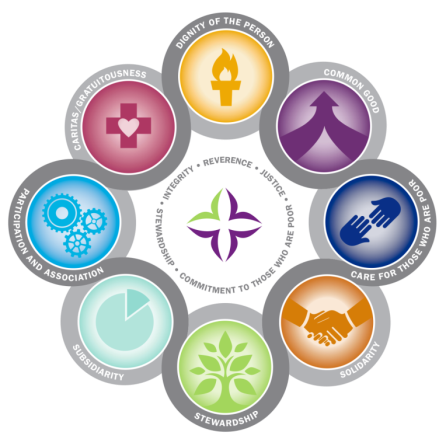 DIGNITY OF THE PERSON
COMMON GOOD
CARE FOR THOSE WHO ARE POOR
SOLIDARITY
STEWARDSHIP
SUBSIDIARITY
PARTICIPATION AND ASSOCIATION
CARITAS/GRATUITOUSNESS
STEWARDSHIP • INTEGRITY • REVERENCE • JUSTICE • COMMITMENT TO THOSE WHO ARE POOR •